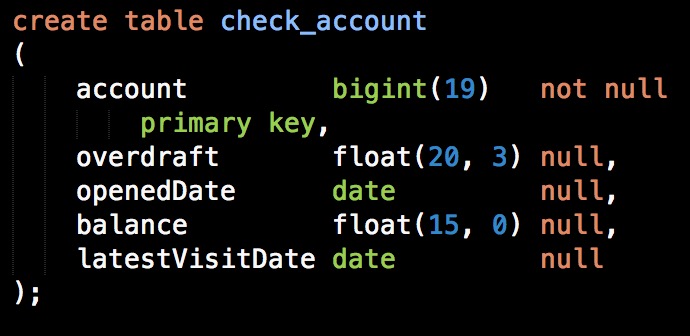 create table check_account
(
    account         bigint(19)   not null
        primary key,
    overdraft       float(20, 3) null,
    openedDate      date         null,
    balance         float(15, 0) null,
    latestVisitDate date         null
);